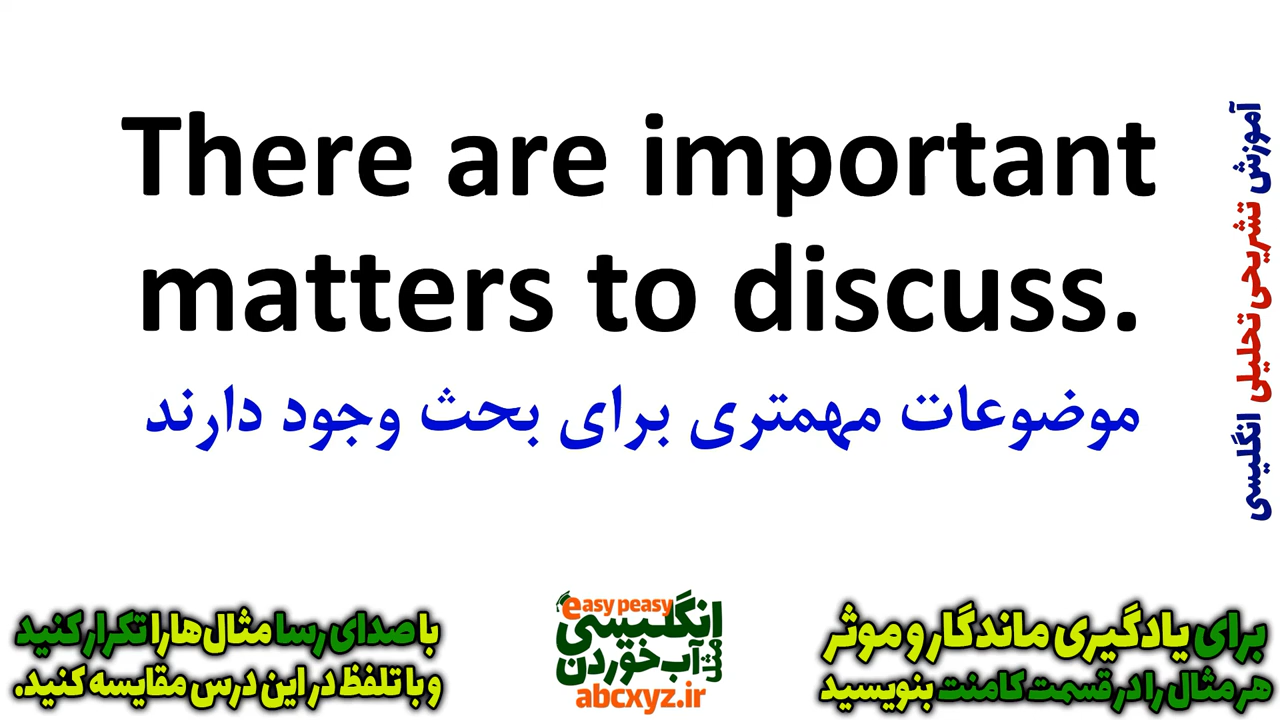 There are important
matters to discuss.
موضوعات مهمتری برای بحث وجود دارند
آموزش تشریحی تحلیلی انگلیسی
برای یادگیری ماندگار و موثر
هر مثال را در قسمت کامنت بنویسید
easy peasy
انگلیسی
مثل آب خوردن
abcxyz.ir
با صدای رسا مثال‌ها را تکرار کنید
و با تلفظ در این درس مقایسه کنید.